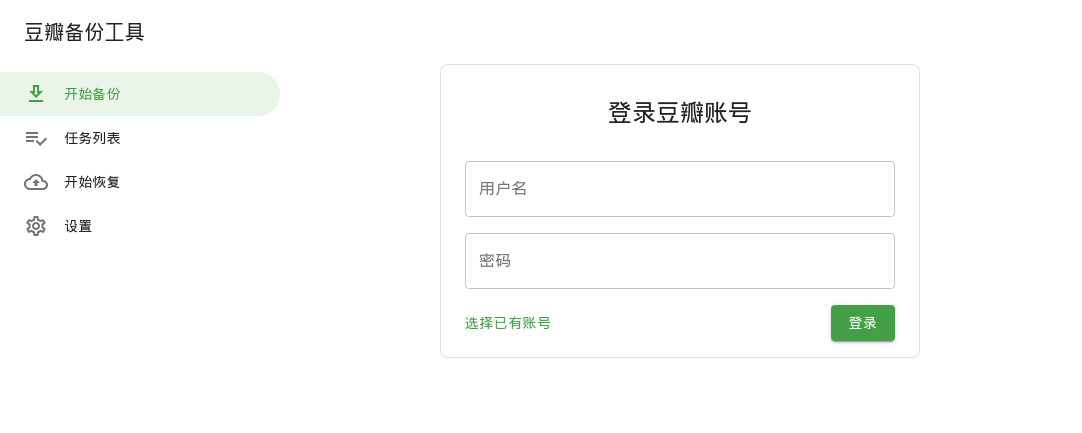 豆瓣备份工具
开始备份
任务列表
开始恢复
设置
登录豆瓣账号
用户名
密码
选择已有账号
登录